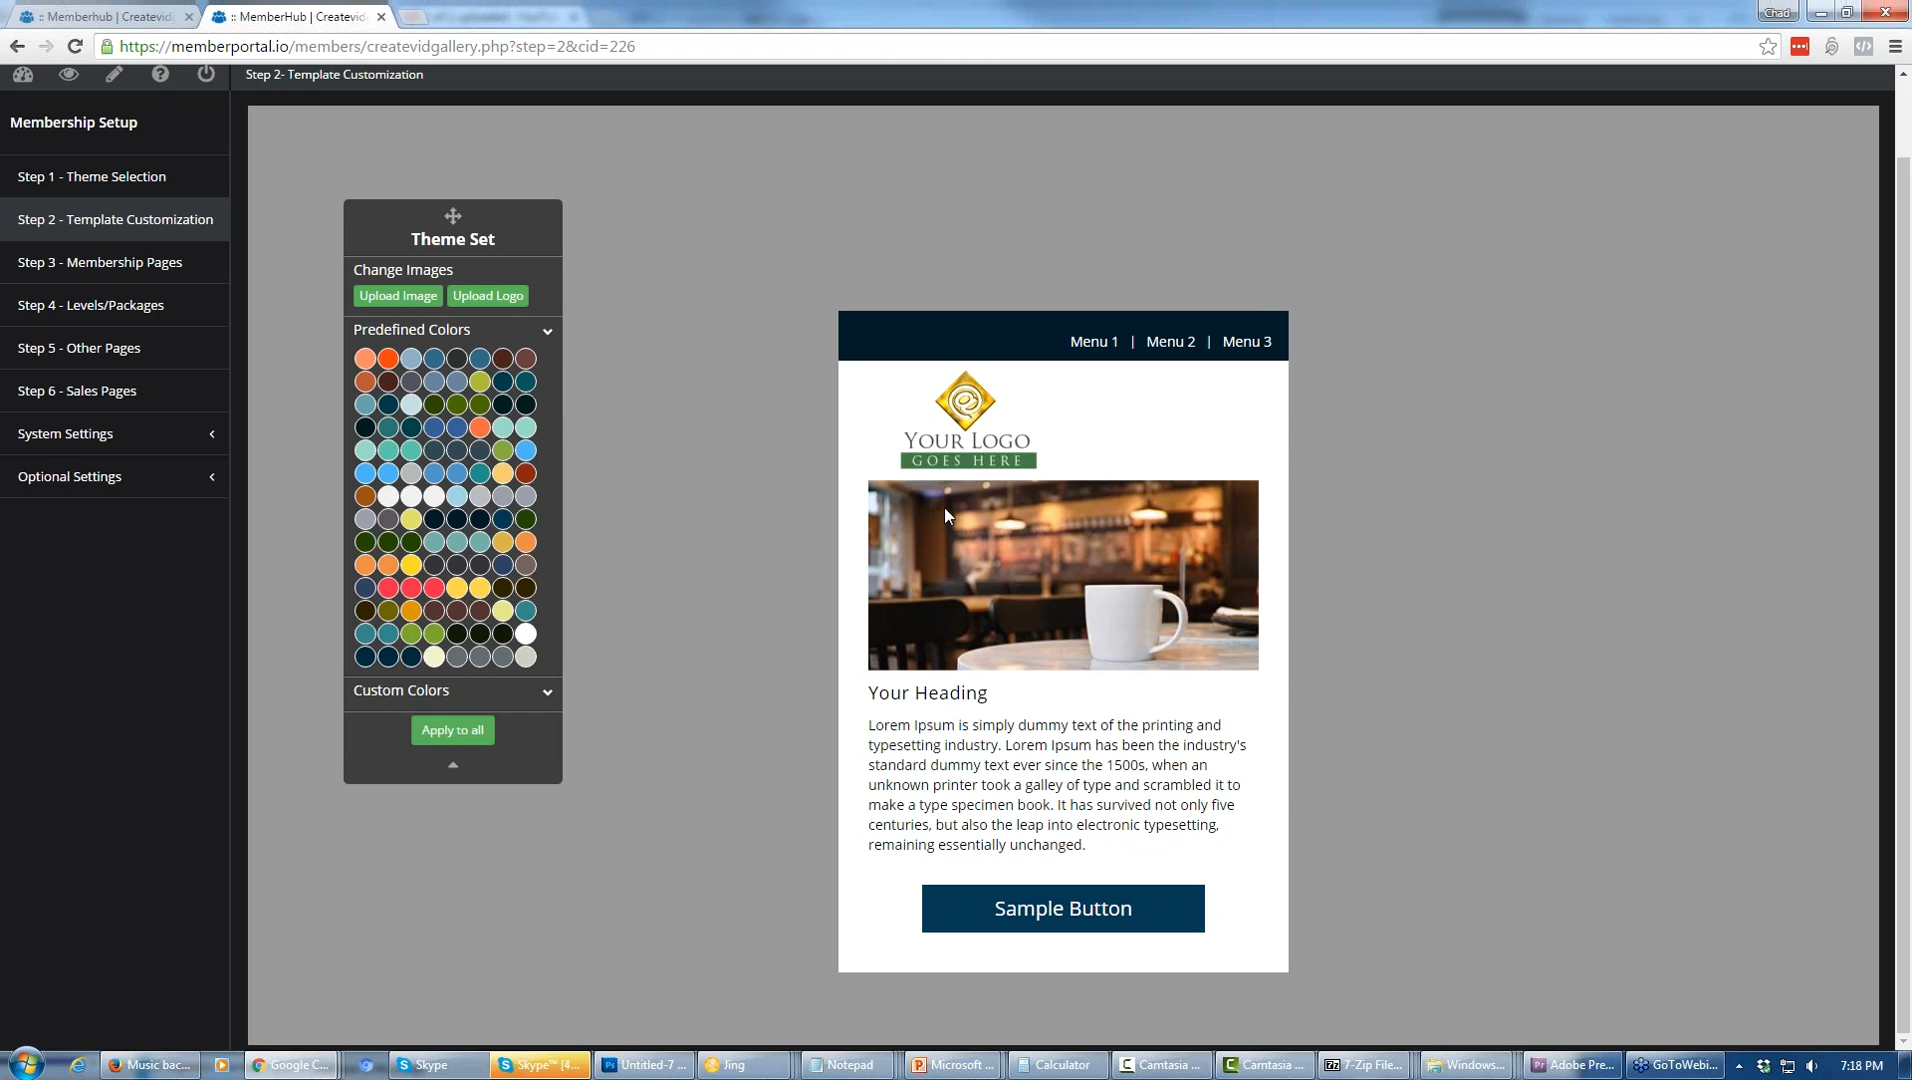 :: Memberhub | Createvid
:: MemberHub | Createvid
Chad
https://memberportal.io/members/createvidgallery.php?step=2&cid=226
Step 2- Template Customization
Membership Setup
Step 1 - Theme Selection
Step 2 - Template Customization
Step 3 - Membership Pages
Step 4 - Levels/Packages
Step 5 - Other Pages
Step 6 - Sales Pages
System Settings
Optional Settings
Theme Set
Change Images
Upload Image
Upload Logo
Predefined Colors
Custom Colors
Apply to all
Menu 1 | Menu 2 | Menu 3
YOUR LOGO
GOES HERE
Your Heading
Lorem Ipsum is simply dummy text of the printing and
typesetting industry. Lorem Ipsum has been the industry's
standard dummy text ever since the 1500s, when an
unknown printer took a galley of type and scrambled it to
make a type specimen book. It has survived not only five
centuries, but also the leap into electronic typesetting,
remaining essentially unchanged.
Sample Button
Music bac...
Google C...
Skype
Skype™ [4...
Untitled-7 ...
Jing
Notepad
Microsoft ...
Calculator
Camtasia ...
Camtasia ...
7-Zip File...
Windows...
Adobe Pre...
GoToWebi...
7:18 PM